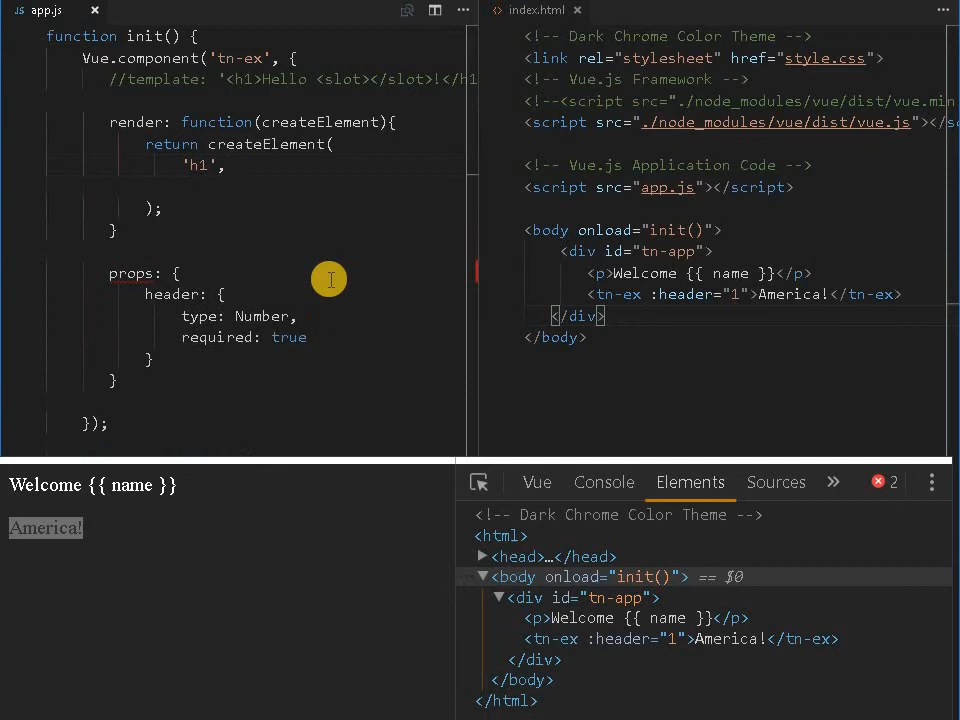 JS app.js ×
function init() {
Vue.component('tn-ex', {
//template: '<h1>Hello <slot></slot>!</h1
render: function(createElement){
return createElement(
'h1',
);
}
props: {
header: {
type: Number,
required: true
}
}
});
<> index.html ×
<!-- Dark Chrome Color Theme -->
<link rel="stylesheet" href="style.css">
<!-- Vue.js Framework -->
<!--<script src="./node_modules/vue/dist/vue.min
<script src="./node_modules/vue/dist/vue.js"></sc
<!-- Vue.js Application Code -->
<script src="app.js"></script>
<body onload="init()">
<div id="tn-app">
<p>Welcome {{ name }}</p>
<tn-ex :header="1">America!</tn-ex>
</div>
</body>
Welcome {{ name }}
America!
Vue Console Elements Sources » 2
<!-- Dark Chrome Color Theme -->
<html>
<head>…</head>
<body onload="init()"> == $0
<div id="tn-app">
<p>Welcome {{ name }}</p>
<tn-ex :header="1">America!</tn-ex>
</div>
</body>
</html>